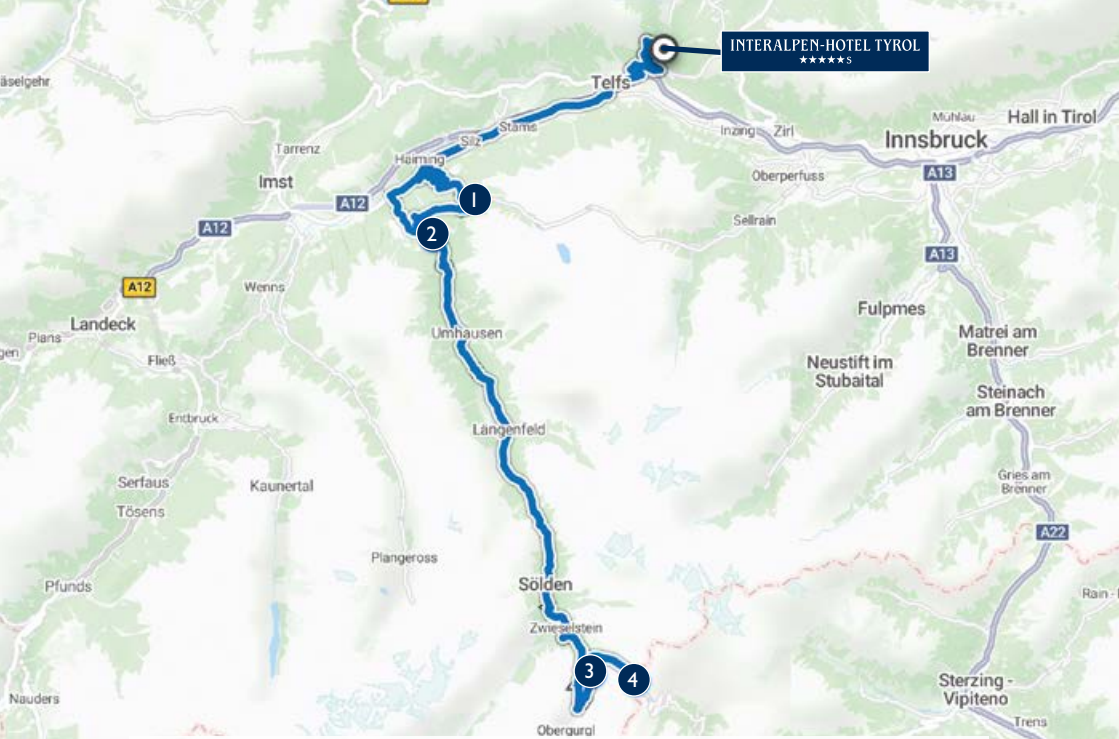 INTERALPEN-HOTEL TYROL
★★★★★S
Telfs
Stams
Silz
Haiming
Tarrenz
Imst
A12
A12
A12
Inzing
Zirl
Mühlau
Hall in Tirol
Innsbruck
A13
Oberperfuss
Sellrain
A13
1
2
Wenns
Landeck
Pians
Fließ
Umhausen
Fulpmes
Matrei am
Brenner
Neustift im
Stubaital
Steinach
am Brenner
Längenfeld
Gries am
Brenner
Serfaus
Tösens
Kaunertal
A22
Plangeross
Pfunds
Sölden
Zwieselstein
3
4
Nauders
Obergurgl
Sterzing -
Vipiteno
Trens